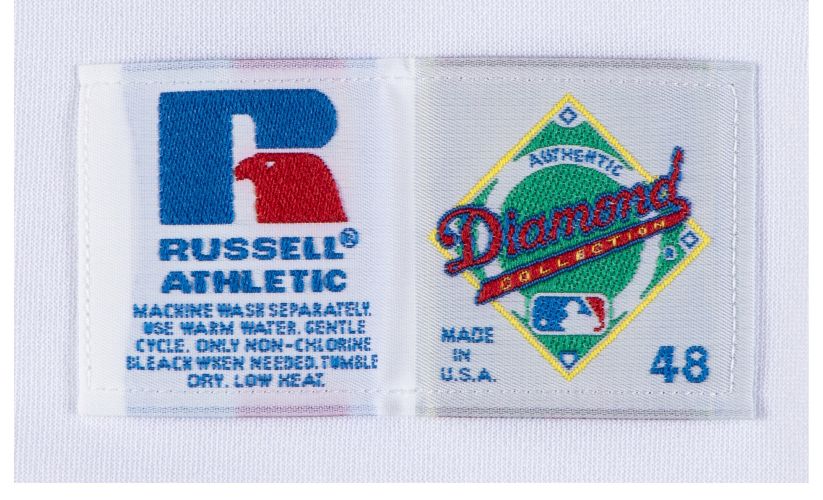 RUSSELL®
ATHLETIC
MACHINE WASH SEPARATELY.
USE WARM WATER. GENTLE
CYCLE. ONLY NON-CHLORINE
BLEACH WHEN NEEDED. TUMBLE
DRY. LOW HEAT.
AUTHENTIC
Diamond
COLLECTION
MADE
IN
U.S.A.
48